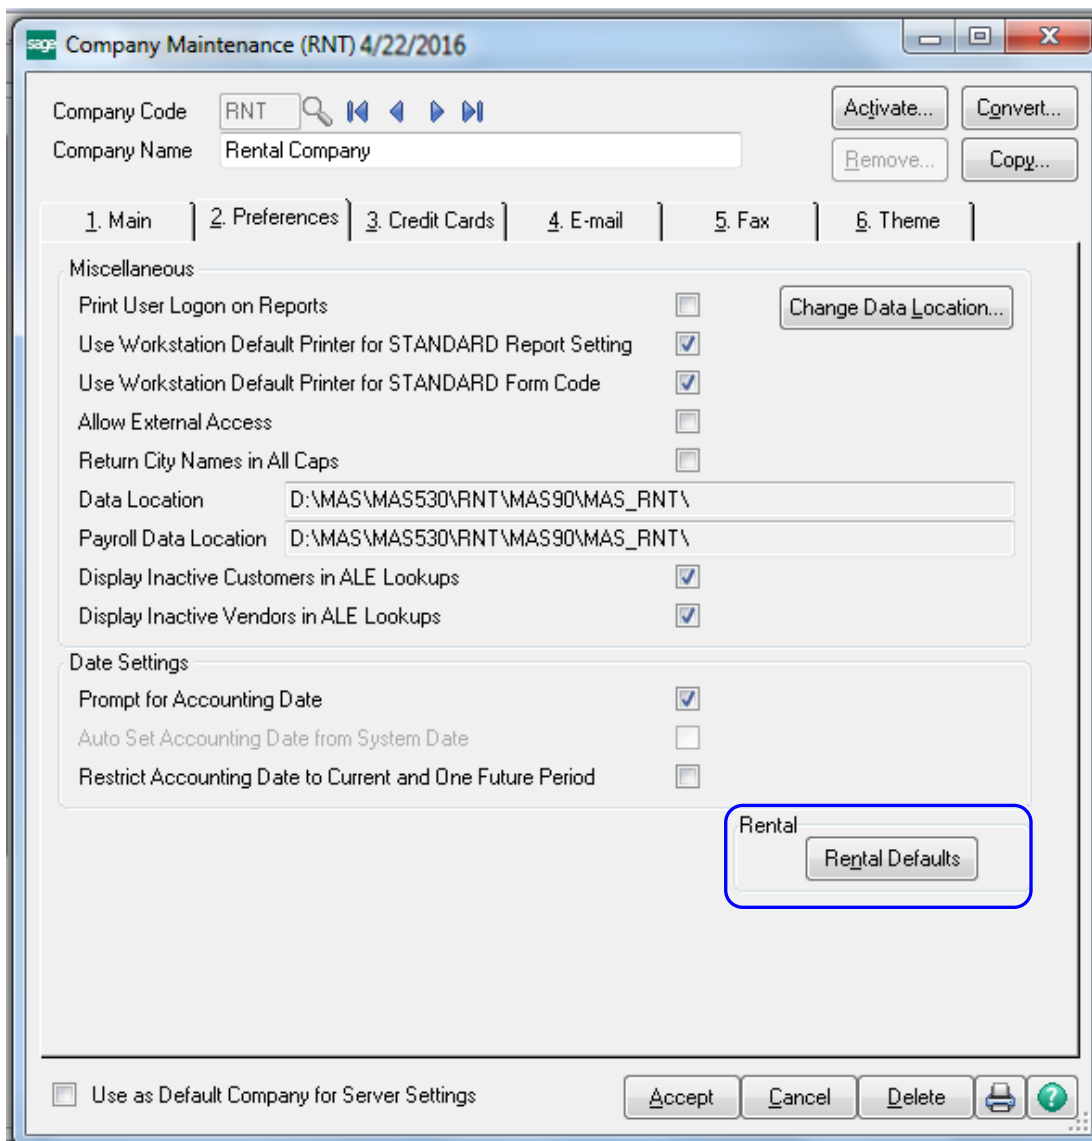 sage Company Maintenance (RNT) 4/22/2016
Company Code RNT Activate... Convert...
Company Name Rental Company Remove... Copy...
1. Main 2. Preferences 3. Credit Cards 4. E-mail 5. Fax 6. Theme
Miscellaneous
Print User Logon on Reports Change Data Location...
Use Workstation Default Printer for STANDARD Report Setting
Use Workstation Default Printer for STANDARD Form Code
Allow External Access
Return City Names in All Caps
Data Location D:\MAS\MAS530\RNT\MAS90\MAS_RNT\
Payroll Data Location D:\MAS\MAS530\RNT\MAS90\MAS_RNT\
Display Inactive Customers in ALE Lookups
Display Inactive Vendors in ALE Lookups
Date Settings
Prompt for Accounting Date
Auto Set Accounting Date from System Date
Restrict Accounting Date to Current and One Future Period
Rental
Rental Defaults
Use as Default Company for Server Settings Accept Cancel Delete ?